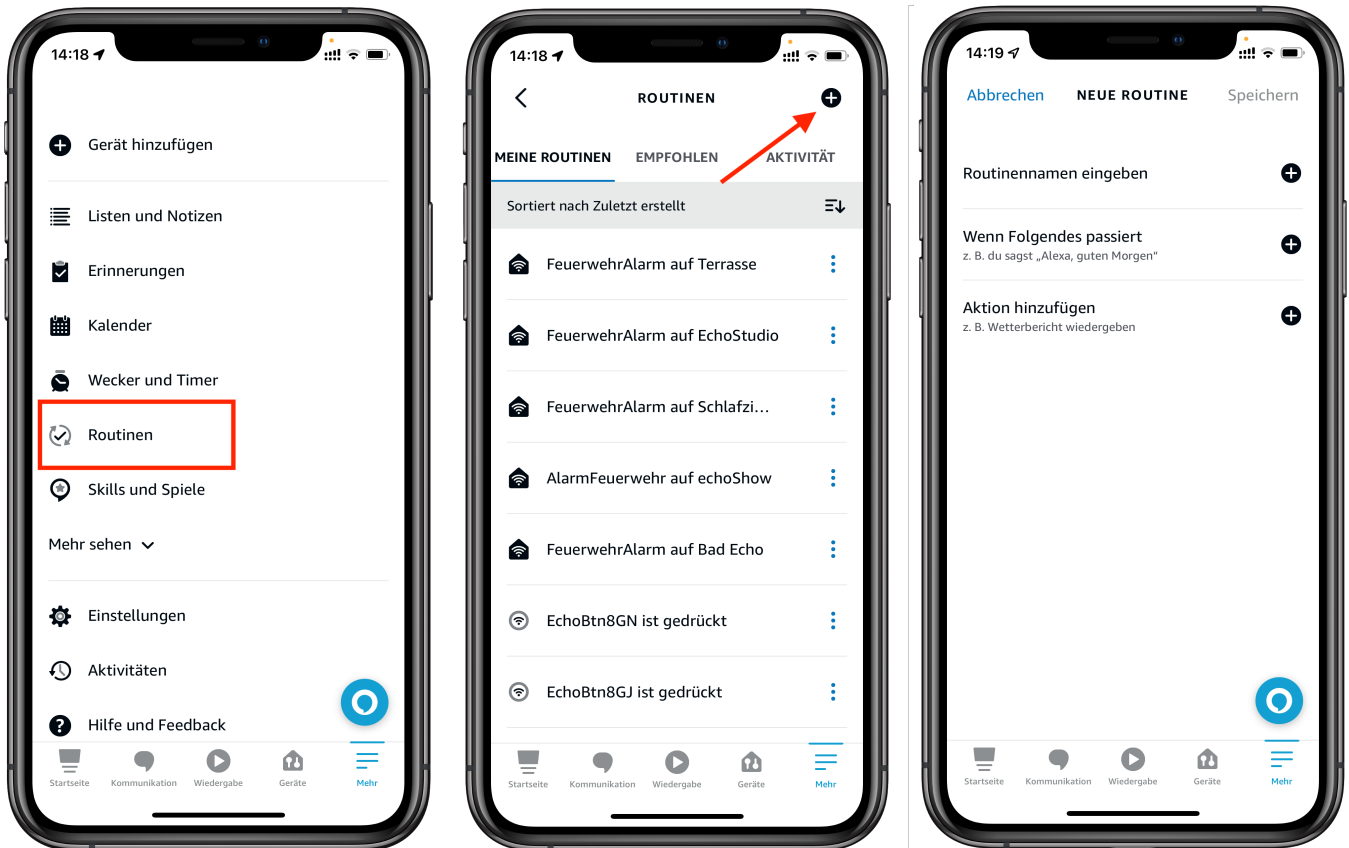 14:18
Gerät hinzufügen
Listen und Notizen
Erinnerungen
Kalender
Wecker und Timer
Routinen
Skills und Spiele
Mehr sehen
Einstellungen
Aktivitäten
Hilfe und Feedback
Startseite Kommunikation Wiedergabe Geräte Mehr
14:18
ROUTINEN
MEINE ROUTINEN EMPFOHLEN AKTIVITÄT
Sortiert nach Zuletzt erstellt
FeuerwehrAlarm auf Terrasse
FeuerwehrAlarm auf EchoStudio
FeuerwehrAlarm auf Schlafzi...
AlarmFeuerwehr auf echoShow
FeuerwehrAlarm auf Bad Echo
EchoBtn8GN ist gedrückt
EchoBtn8GJ ist gedrückt
Startseite Kommunikation Wiedergabe Geräte Mehr
14:19
Abbrechen NEUE ROUTINE Speichern
Routinennamen eingeben
Wenn Folgendes passiert
z. B. du sagst „Alexa, guten Morgen“
Aktion hinzufügen
z. B. Wetterbericht wiedergeben
Startseite Kommunikation Wiedergabe Geräte Mehr